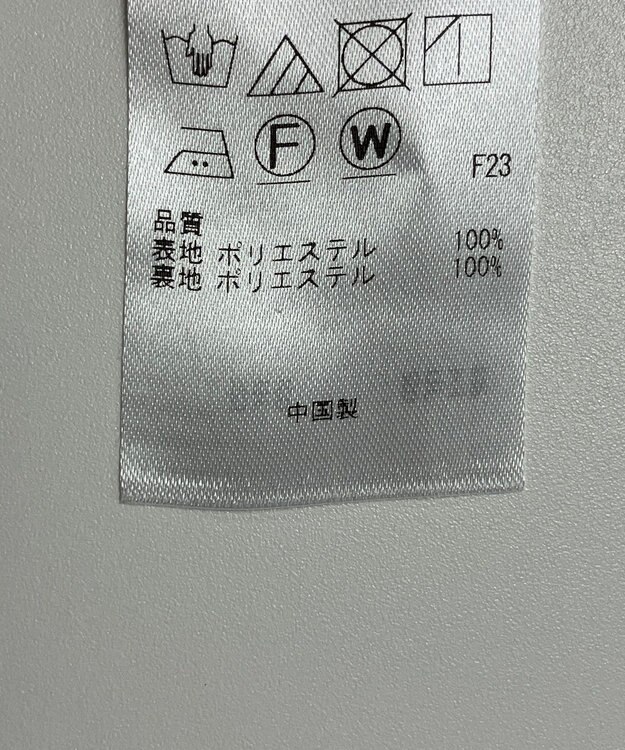 F W F23
品質
表地 ポリエステル 100%
裏地 ポリエステル 100%
中国製